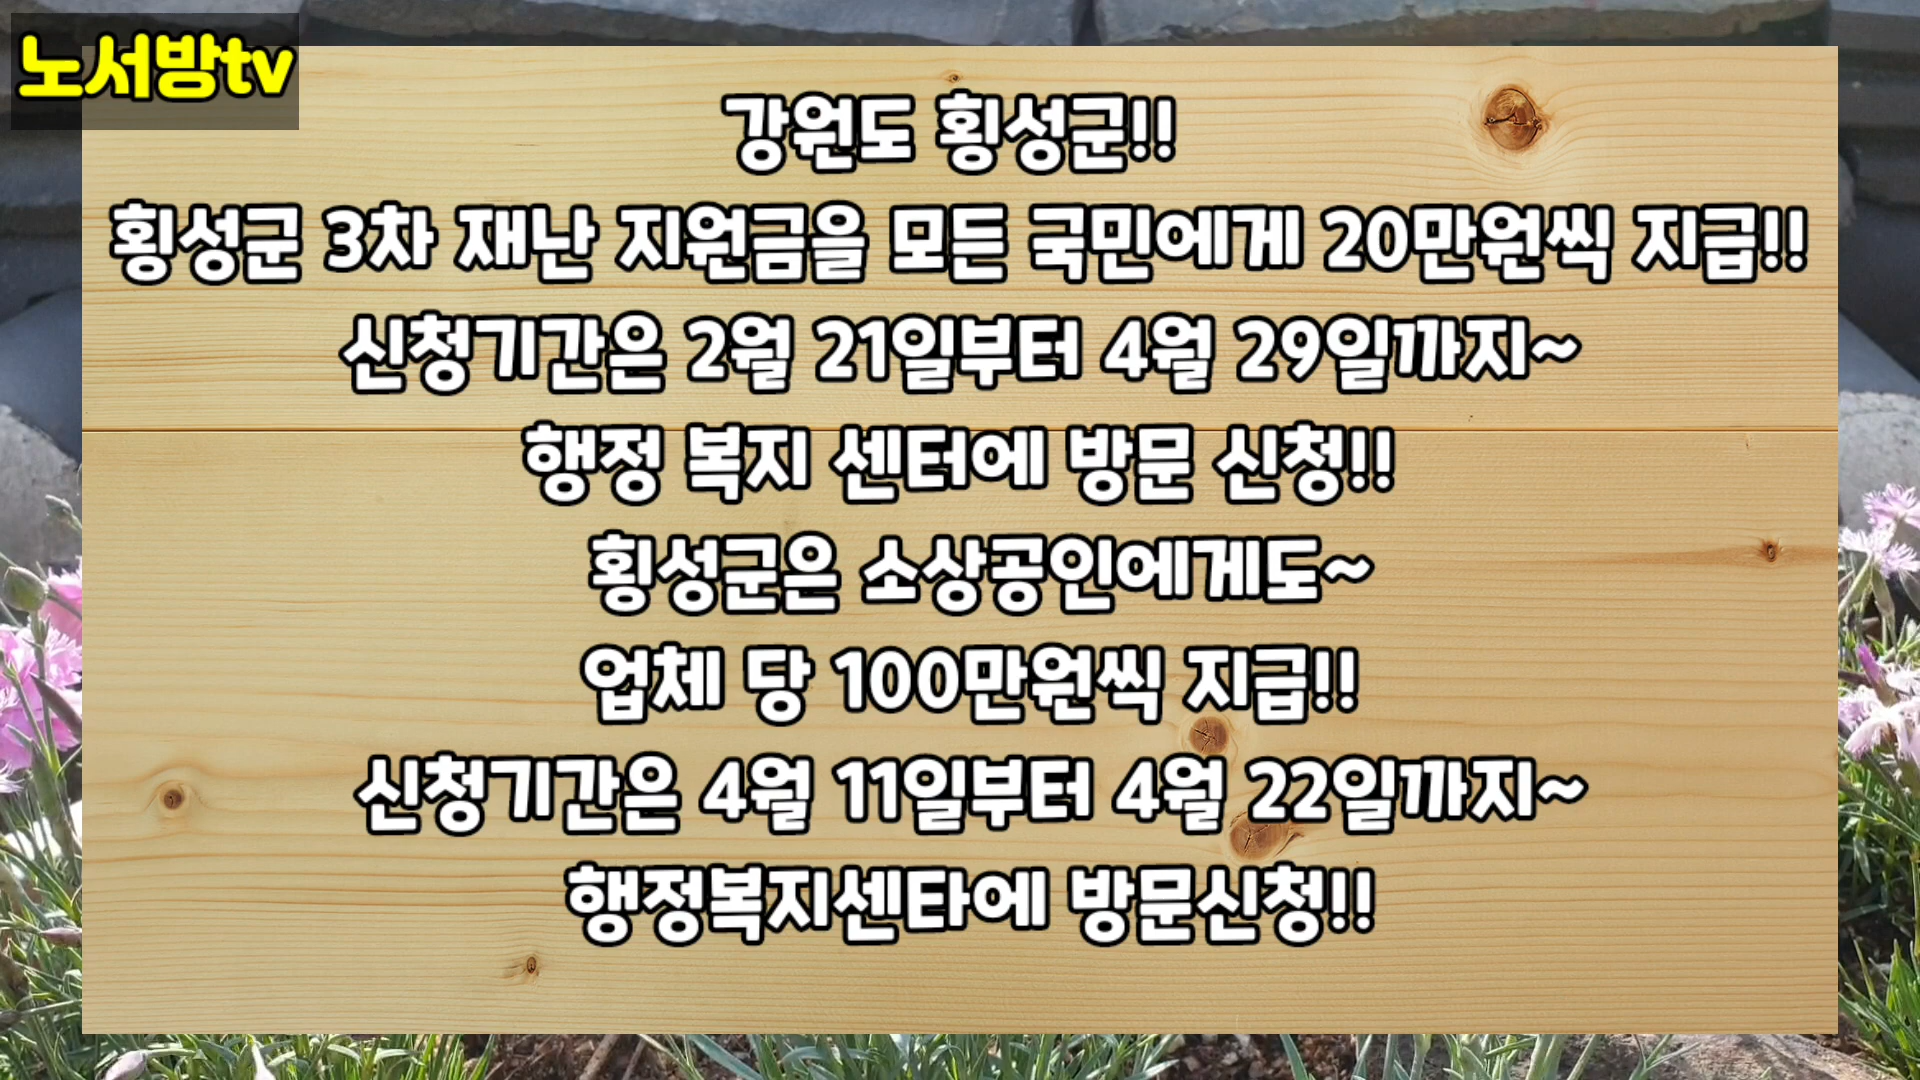 노서방tv
강원도 횡성군!!
횡성군 3차 재난 지원금을 모든 국민에게 20만원씩 지급!!
신청기간은 2월 21일부터 4월 29일까지~
행정 복지 센터에 방문 신청!!
횡성군은 소상공인에게도~
업체 당 100만원씩 지급!!
신청기간은 4월 11일부터 4월 22일까지~
행정복지센타에 방문신청!!